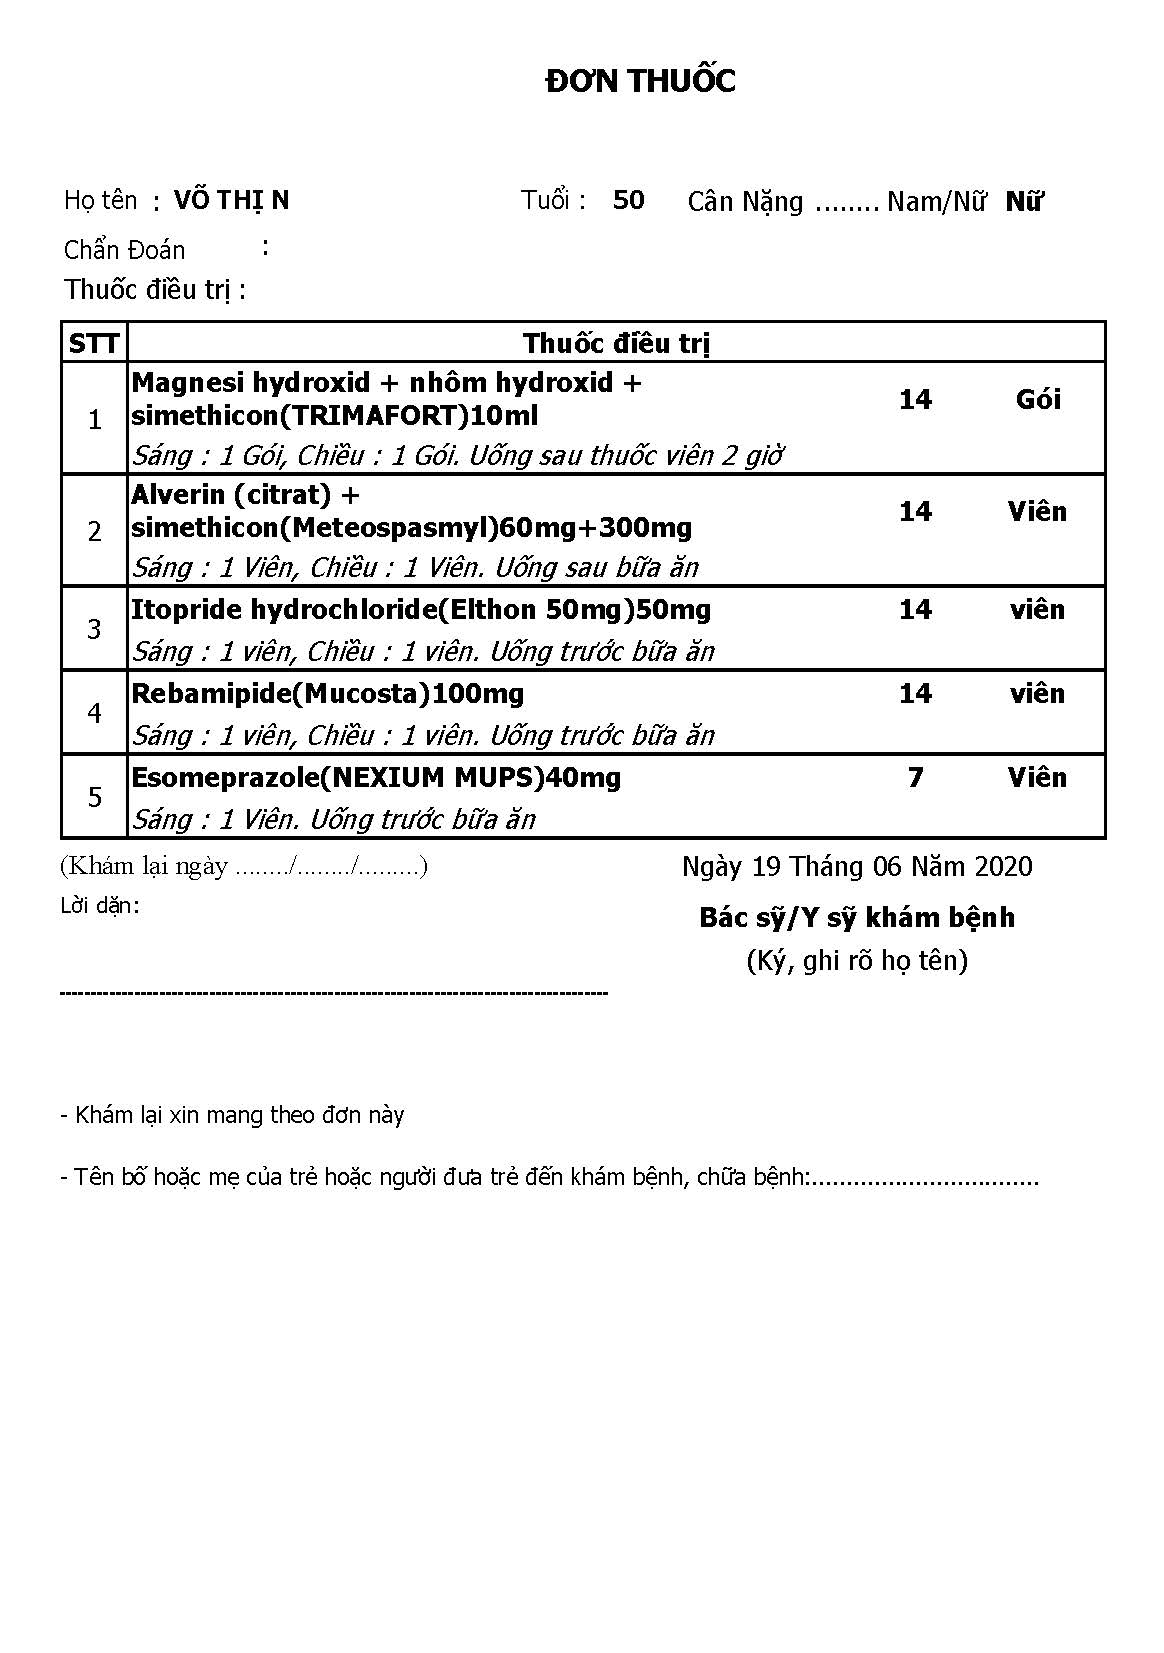 ĐƠN THUỐC
Họ tên : VÕ THỊ N Tuổi : 50 Cân Nặng ........ Nam/Nữ Nữ
Chẩn Đoán :
Thuốc điều trị :
STT Thuốc điều trị
1 Magnesi hydroxid + nhôm hydroxid +
simethicon(TRIMAFORT)10ml 14 Gói
Sáng : 1 Gói, Chiều : 1 Gói. Uống sau thuốc viên 2 giờ
2 Alverin (citrat) +
simethicon(Meteospasmyl)60mg+300mg 14 Viên
Sáng : 1 Viên, Chiều : 1 Viên. Uống sau bữa ăn
3 Itopride hydrochloride(Elthon 50mg)50mg 14 viên
Sáng : 1 viên, Chiều : 1 viên. Uống trước bữa ăn
4 Rebamipide(Mucosta)100mg 14 viên
Sáng : 1 viên, Chiều : 1 viên. Uống trước bữa ăn
5 Esomeprazole(NEXIUM MUPS)40mg 7 Viên
Sáng : 1 Viên. Uống trước bữa ăn
(Khám lại ngày ......../......../.........) Ngày 19 Tháng 06 Năm 2020
Lời dặn:
Bác sỹ/Y sỹ khám bệnh
(Ký, ghi rõ họ tên)
- Khám lại xin mang theo đơn này
- Tên bố hoặc mẹ của trẻ hoặc người đưa trẻ đến khám bệnh, chữa bệnh:.................................